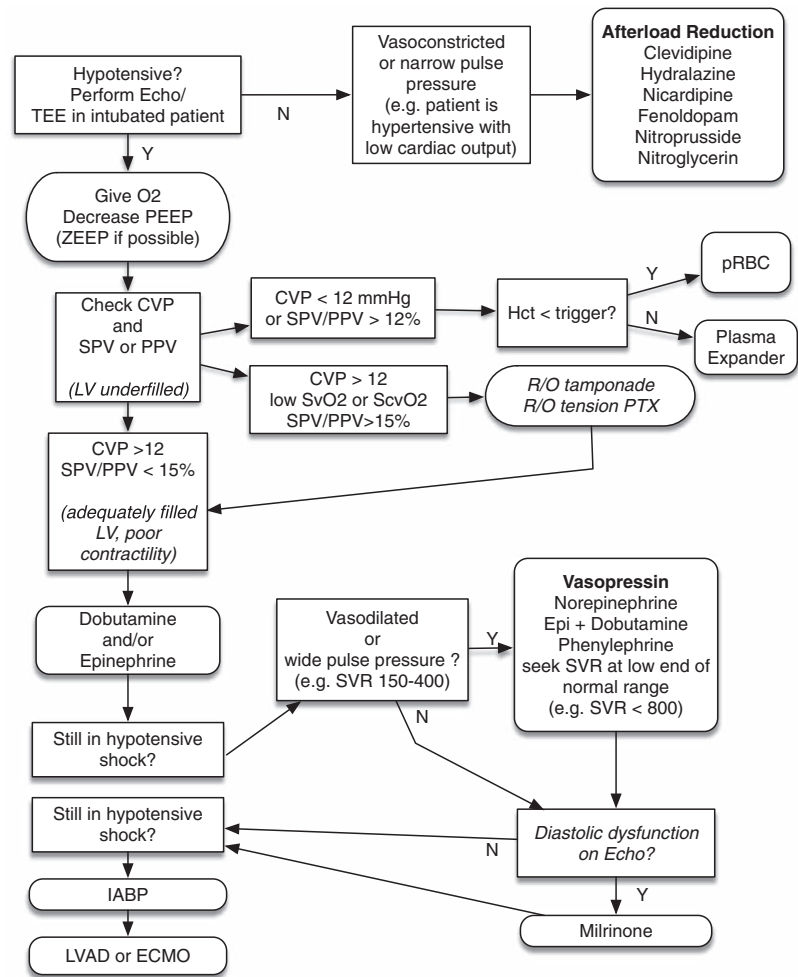 Hypotensive?
Perform Echo/
TEE in intubated patient
N
Vasoconstricted
or narrow pulse
pressure
(e.g. patient is
hypertensive with
low cardiac output)
Afterload Reduction
Clevidipine
Hydralazine
Nicardipine
Fenoldopam
Nitroprusside
Nitroglycerin
Y
Give O2
Decrease PEEP
(ZEEP if possible)
Check CVP
and
SPV or PPV
(LV underfilled)
CVP < 12 mmHg
or SPV/PPV > 12%
Hct < trigger?
Y
pRBC
N
Plasma
Expander
CVP > 12
low SvO2 or ScvO2
SPV/PPV>15%
R/O tamponade
R/O tension PTX
CVP >12
SPV/PPV < 15%
(adequately filled
LV, poor
contractility)
Dobutamine
and/or
Epinephrine
Still in hypotensive
shock?
Vasodilated
or
wide pulse pressure ?
(e.g. SVR 150-400)
Y
N
Vasopressin
Norepinephrine
Epi + Dobutamine
Phenylephrine
seek SVR at low end of
normal range
(e.g. SVR < 800)
Diastolic dysfunction
on Echo?
N
Y
Milrinone
Still in hypotensive
shock?
IABP
LVAD or ECMO